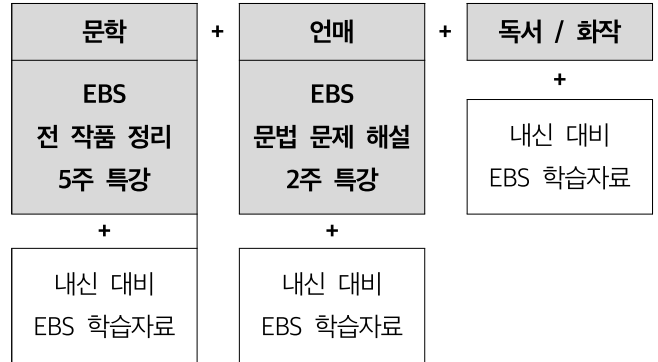 문학 + 언매 + 독서 / 화작
EBS
전 작품 정리
5주 특강
+
내신 대비
EBS 학습자료
EBS
문법 문제 해설
2주 특강
+
내신 대비
EBS 학습자료
+
내신 대비
EBS 학습자료